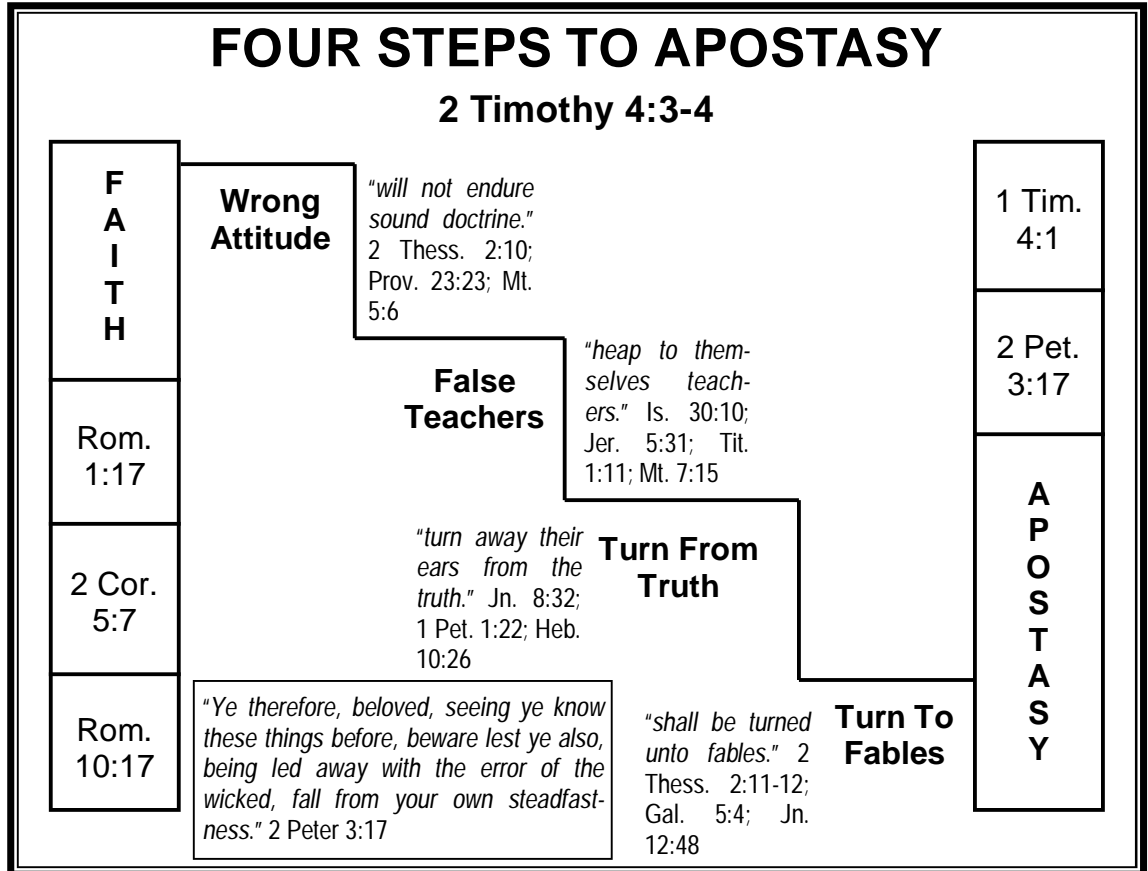 FOUR STEPS TO APOSTASY
2 Timothy 4:3-4
F
A
I
T
H
Rom.
1:17
2 Cor.
5:7
Rom.
10:17
Wrong
Attitude
"will not endure
sound doctrine."
2 Thess. 2:10;
Prov. 23:23; Mt.
5:6
False
Teachers
"heap to them-
selves teach-
ers." Is. 30:10;
Jer. 5:31; Tit.
1:11; Mt. 7:15
"turn away their
ears from the
truth." Jn. 8:32;
1 Pet. 1:22; Heb.
10:26
Turn From
Truth
"Ye therefore, beloved, seeing ye know
these things before, beware lest ye also,
being led away with the error of the
wicked, fall from your own steadfast-
ness." 2 Peter 3:17
"shall be turned
unto fables." 2
Thess. 2:11-12;
Gal. 5:4; Jn.
12:48
Turn To
Fables
1 Tim.
4:1
2 Pet.
3:17
A
P
O
S
T
A
S
Y